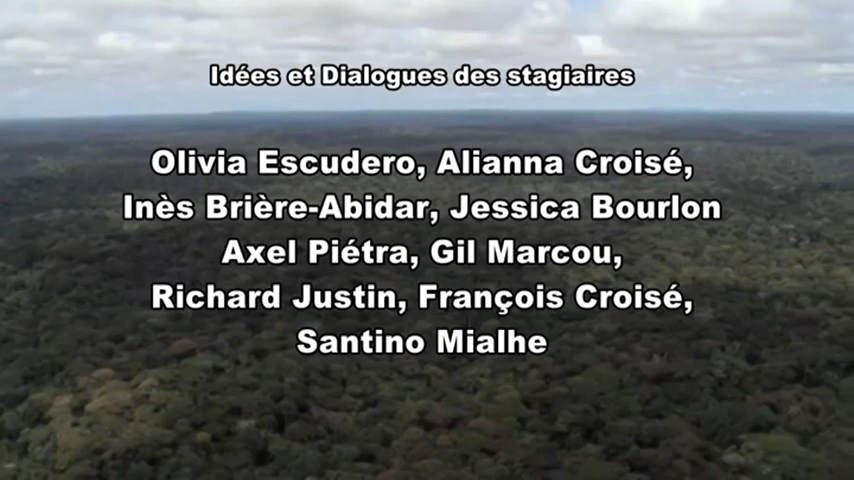 Idées et Dialogues des stagiaires
Olivia Escudero, Alianna Croisé,
Inès Brière-Abidar, Jessica Bourlon
Axel Piétra, Gil Marcou,
Richard Justin, François Croisé,
Santino Mialhe